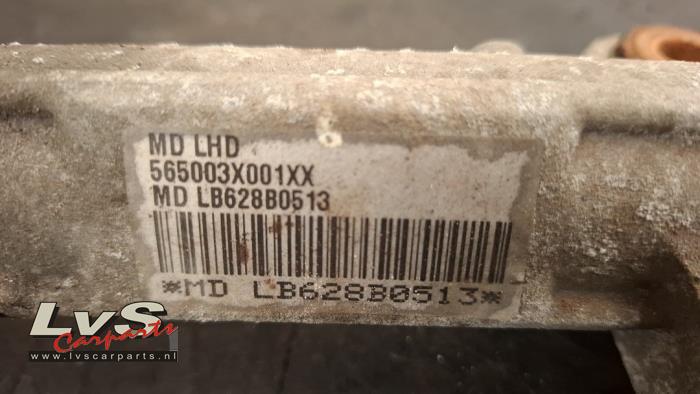 MD LHD
565003X001XX
MD LB628B0513
*MD LB628B0513*
LvS
Carparts
www.lvscarparts.nl